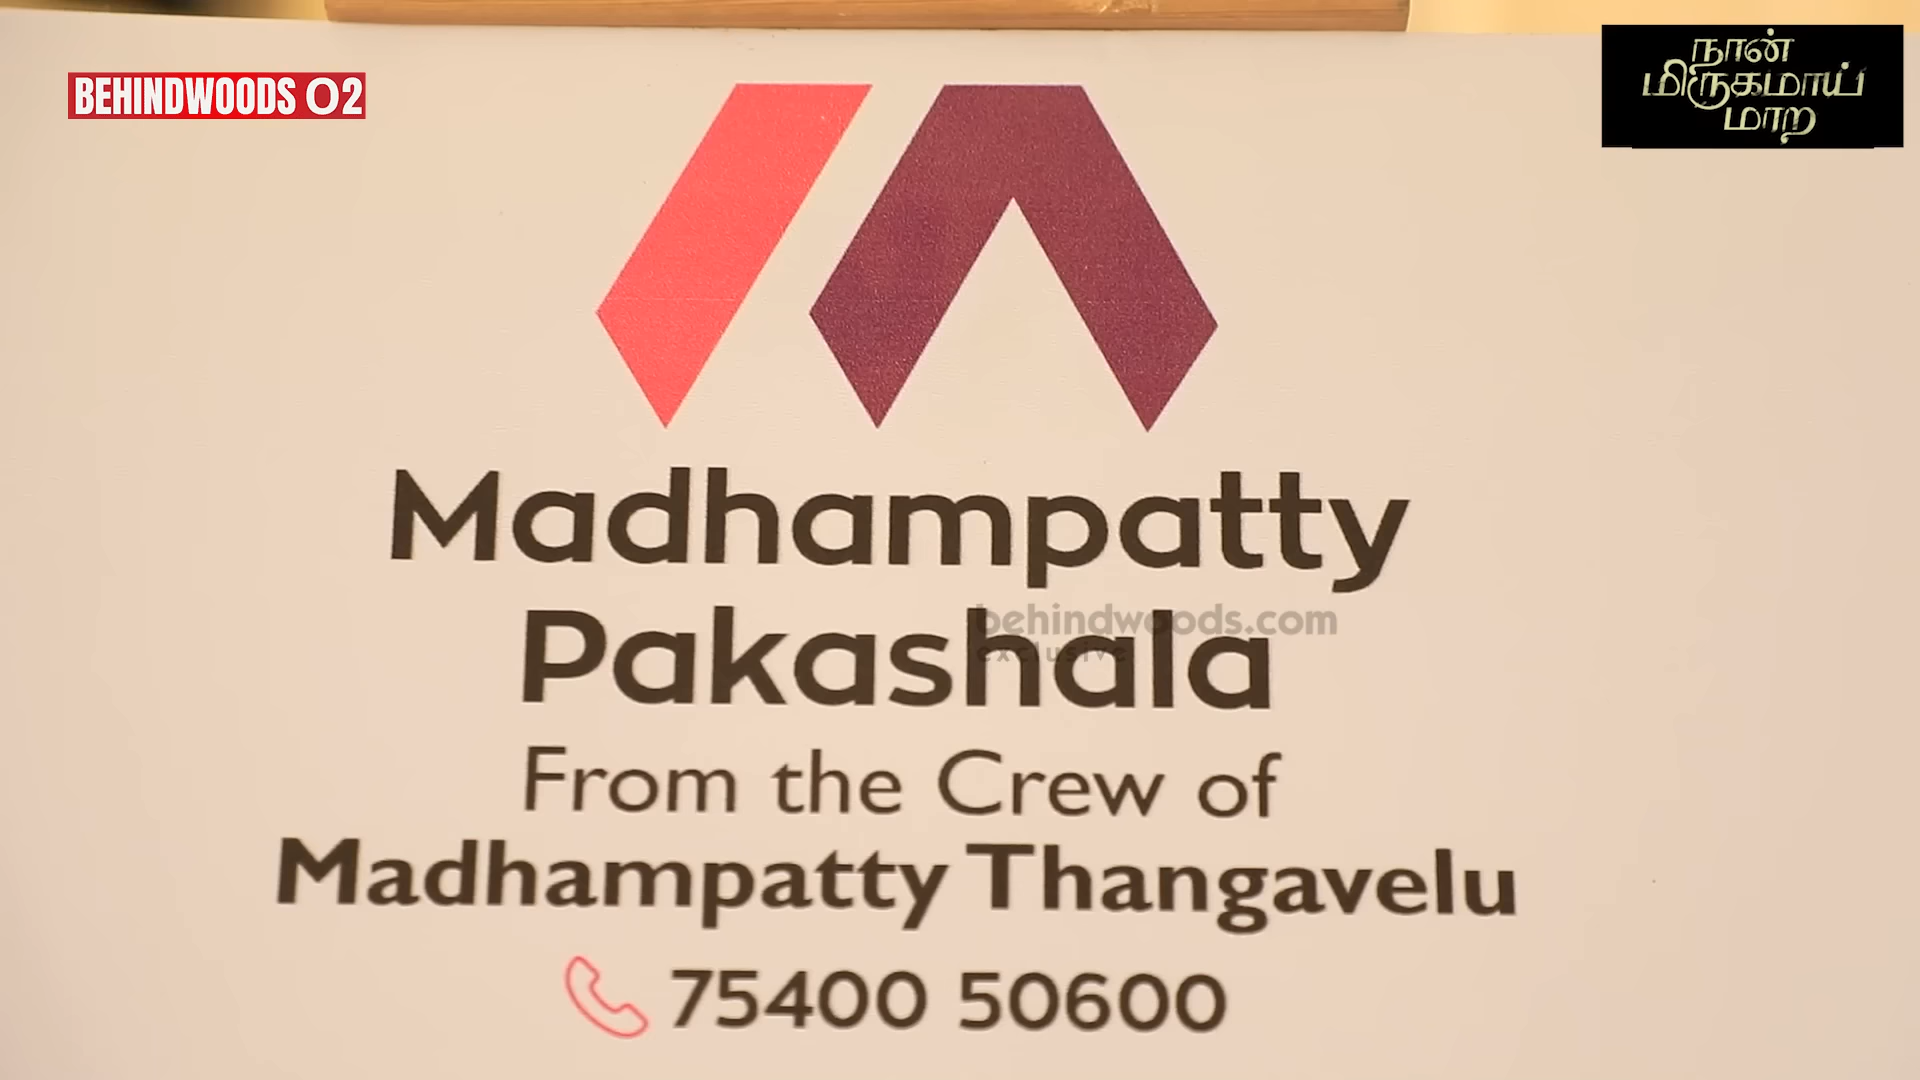 BEHINDWOODS O2
நான்
மிருகமாய்
மாற
Madhampatty
Pakashala
behindwoods.com
exclusive
From the Crew of
Madhampatty Thangavelu
75400 50600